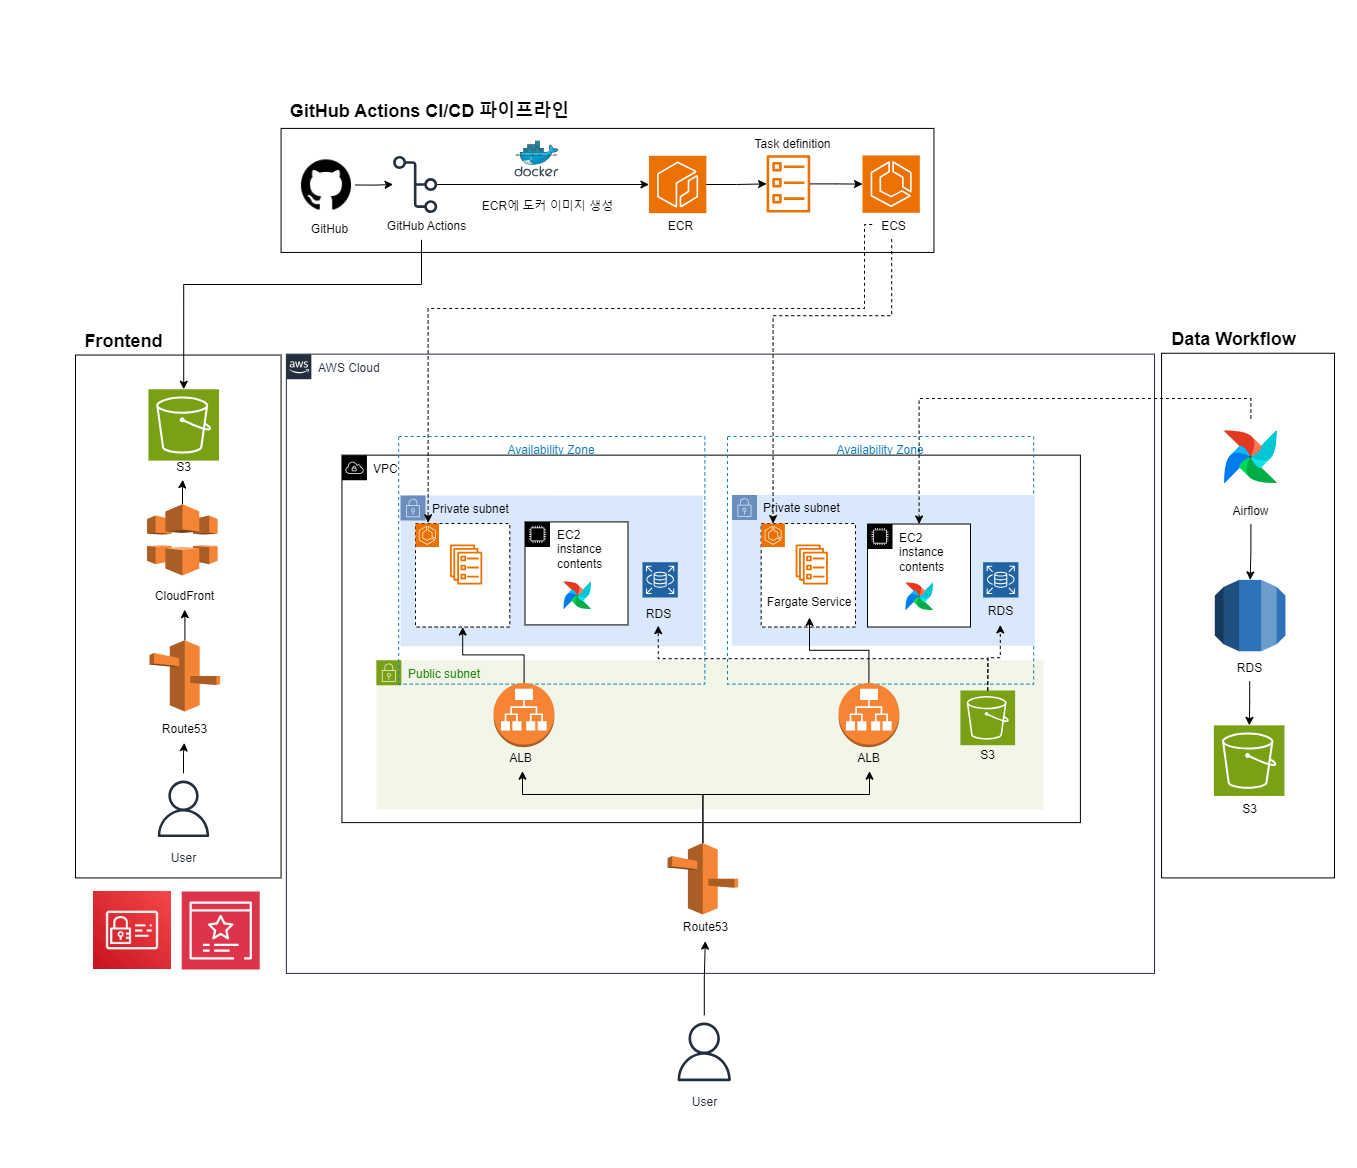 GitHub Actions CI/CD 파이프라인
Task definition
docker
ECR에 도커 이미지 생성
GitHub
GitHub Actions
ECR
ECS
Frontend
S3
CloudFront
Route53
User
aws
AWS Cloud
VPC
Availability Zone
Availability Zone
Private subnet
EC2
instance
contents
RDS
Private subnet
EC2
instance
contents
Fargate Service
RDS
Public subnet
ALB
ALB
S3
Route53
User
Data Workflow
Airflow
RDS
S3